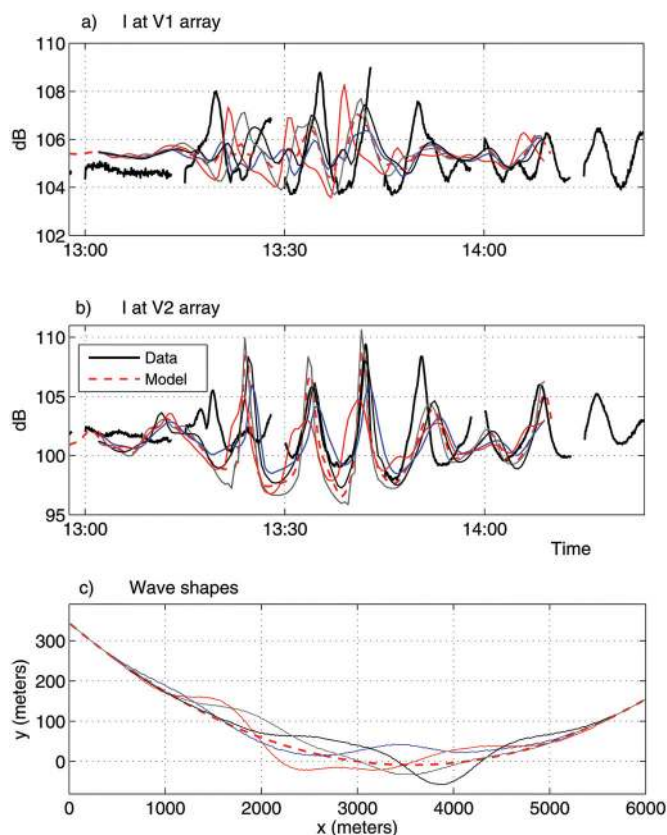 a) I at V1 array
110
108
106
104
102
dB
13:00 13:30 14:00
b) I at V2 array
110
105
100
95
dB
Data
Model
13:00 13:30 14:00
Time
c) Wave shapes
300
200
100
0
y (meters)
0 1000 2000 3000 4000 5000 6000
x (meters)